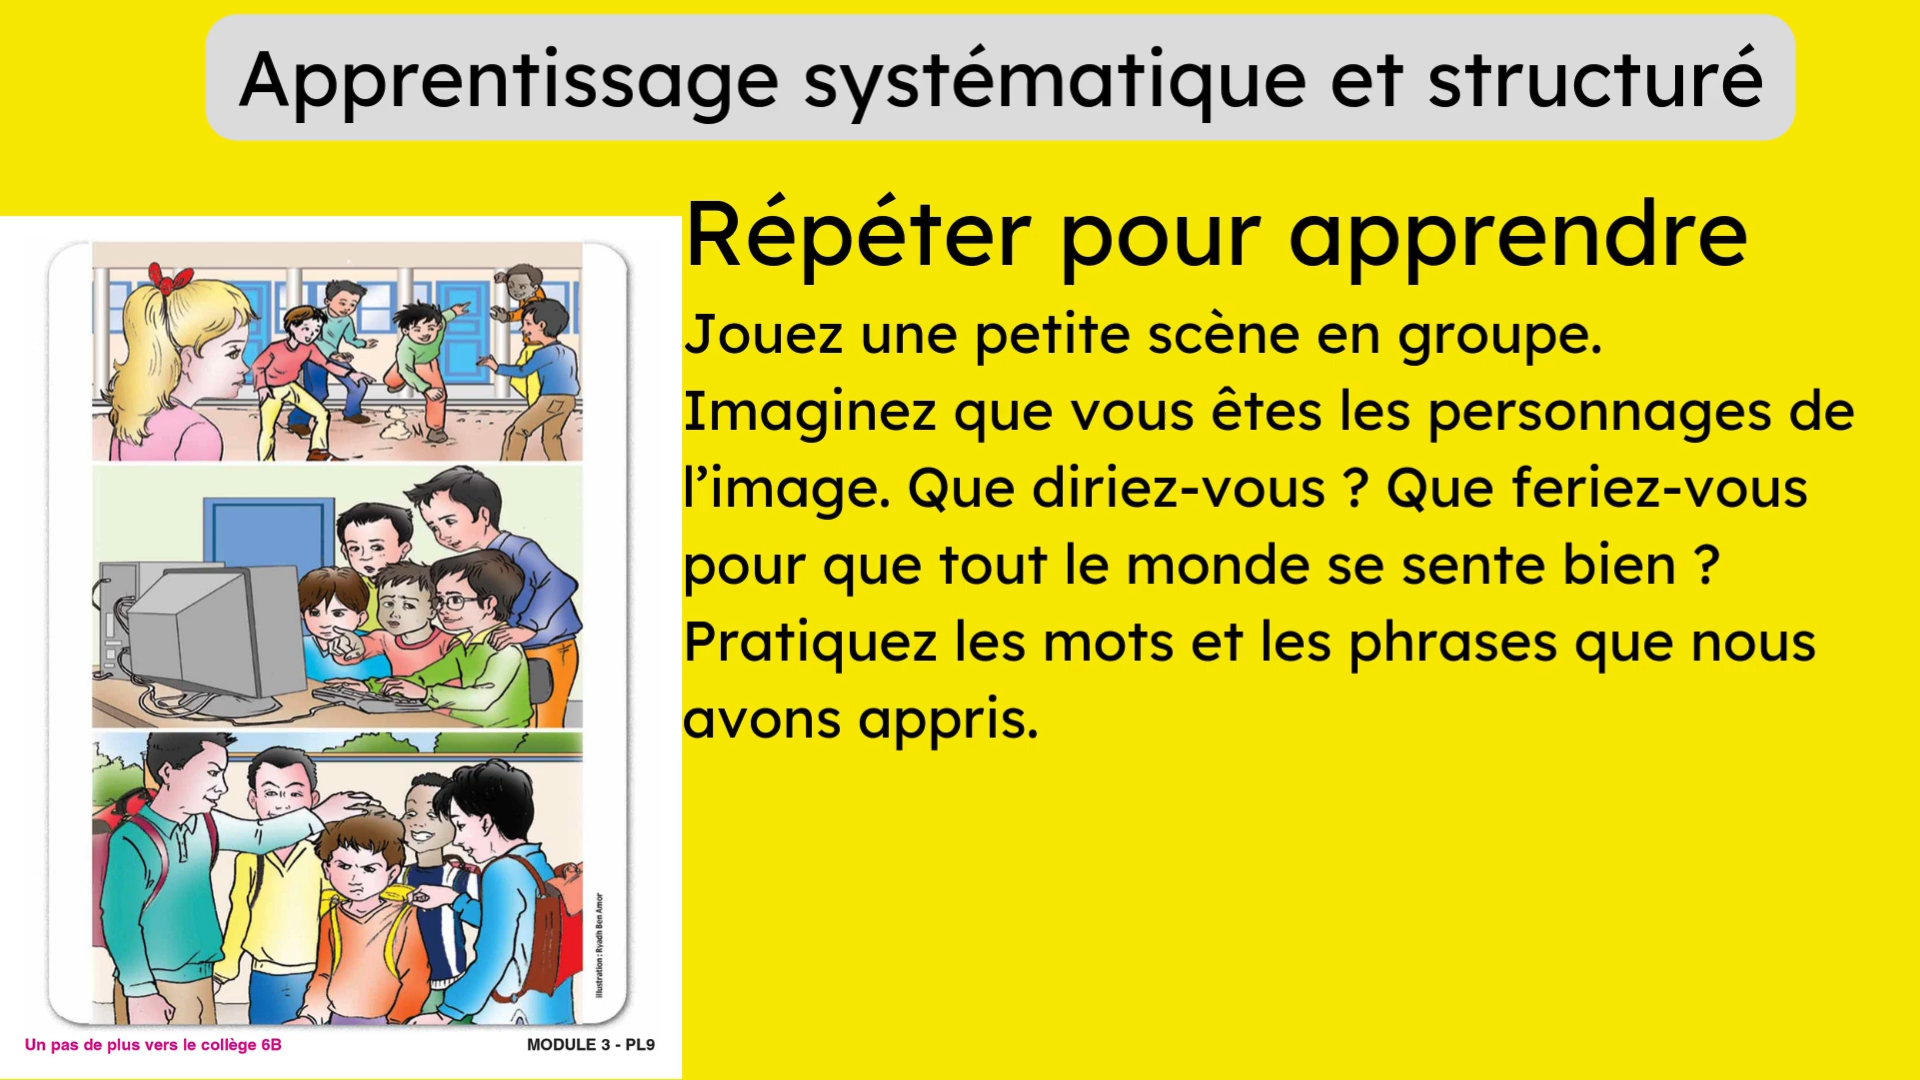 Apprentissage systématique et structuré
Répéter pour apprendre
Jouez une petite scène en groupe.
Imaginez que vous êtes les personnages de
l’image. Que diriez-vous ? Que feriez-vous
pour que tout le monde se sente bien ?
Pratiquez les mots et les phrases que nous
avons appris.
Illustration : Ryadh Ben Amor
Un pas de plus vers le collège 6B
MODULE 3 - PL9